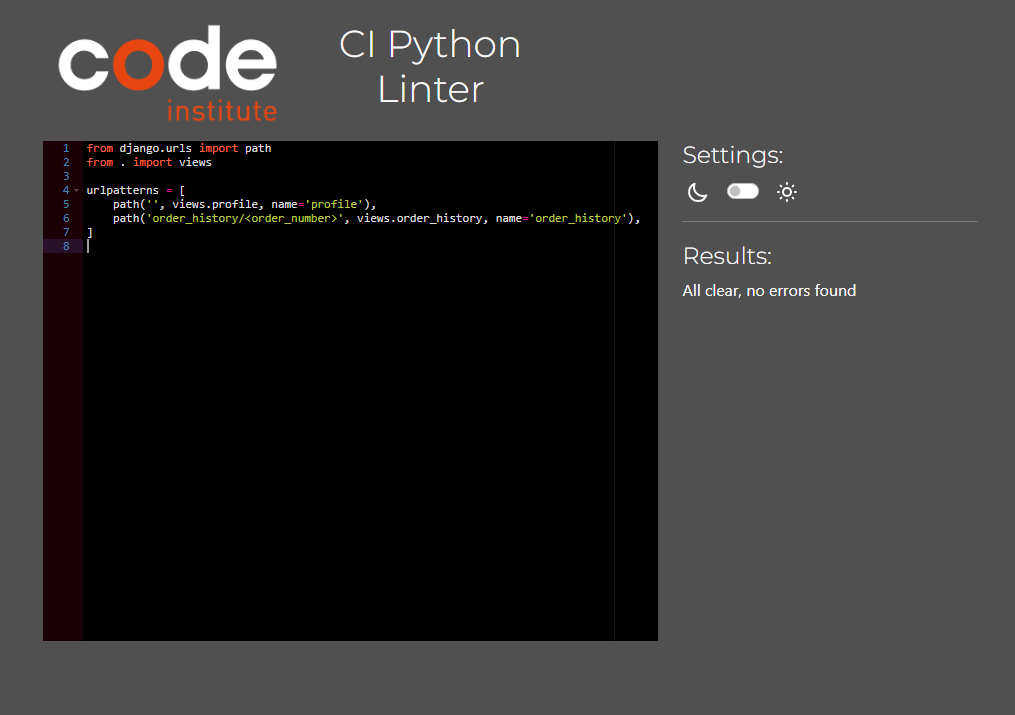 code
institute
CI Python
Linter
1 from django.urls import path
2 from . import views
3
4 urlpatterns = [
5     path('', views.profile, name='profile'),
6     path('order_history/<order_number>', views.order_history, name='order_history'),
7 ]
8
Settings:
Results:
All clear, no errors found